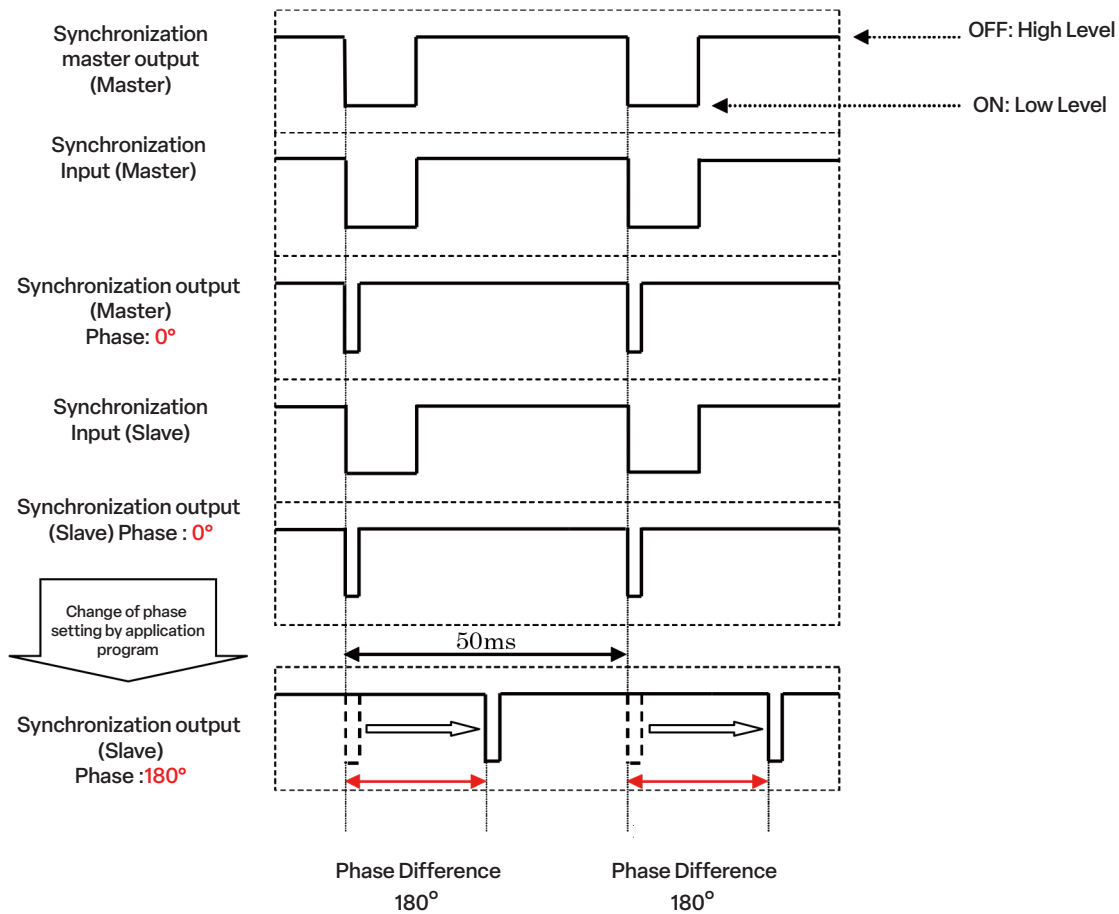 Synchronization
master output
(Master)
OFF: High Level
ON: Low Level
Synchronization
Input (Master)
Synchronization output
(Master)
Phase: 0°
Synchronization
Input (Slave)
Synchronization output
(Slave) Phase : 0°
Change of phase
setting by application
program
50ms
Synchronization output
(Slave)
Phase :180°
Phase Difference
180°
Phase Difference
180°